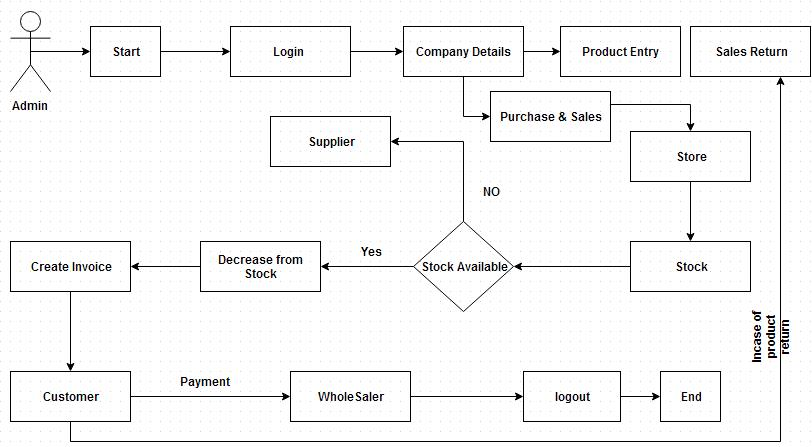 Start
Login
Company Details
Product Entry
Sales Return
Admin
Purchase & Sales
Supplier
Store
NO
Yes
Create Invoice
Decrease from
Stock
Stock Available
Stock
Incase of
product
return
Payment
Customer
WholeSaler
logout
End